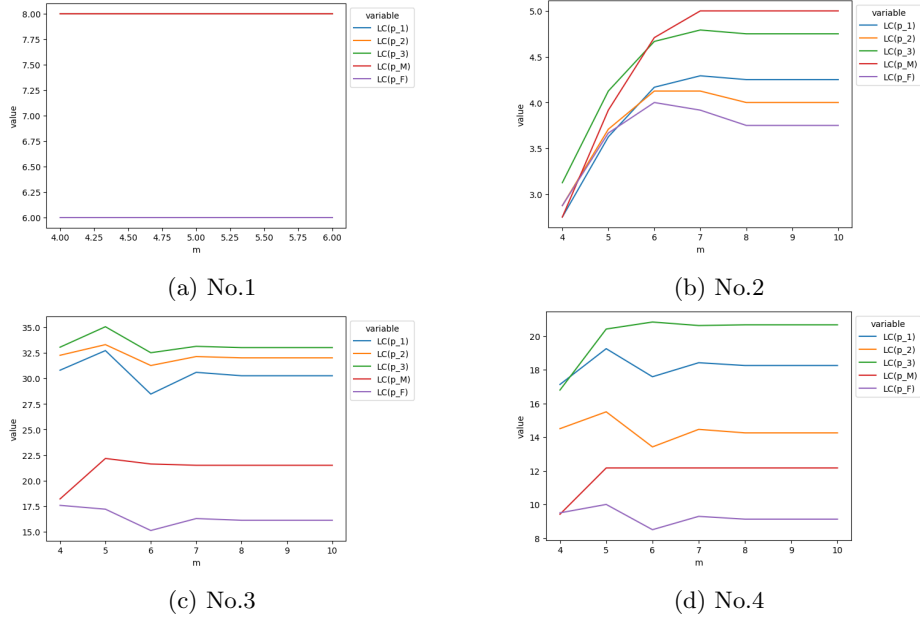 variable
LC(p_1)
LC(p_2)
LC(p_3)
LC(p_M)
LC(p_F)
value
8.00
7.75
7.50
7.25
7.00
6.75
6.50
6.25
6.00
4.00 4.25 4.50 4.75 5.00 5.25 5.50 5.75 6.00
m
(a) No.1
variable
LC(p_1)
LC(p_2)
LC(p_3)
LC(p_M)
LC(p_F)
value
5.0
4.5
4.0
3.5
3.0
4 5 6 7 8 9 10
m
(b) No.2
variable
LC(p_1)
LC(p_2)
LC(p_3)
LC(p_M)
LC(p_F)
value
35.0
32.5
30.0
27.5
25.0
22.5
20.0
17.5
15.0
4 5 6 7 8 9 10
m
(c) No.3
variable
LC(p_1)
LC(p_2)
LC(p_3)
LC(p_M)
LC(p_F)
value
20
18
16
14
12
10
8
4 5 6 7 8 9 10
m
(d) No.4